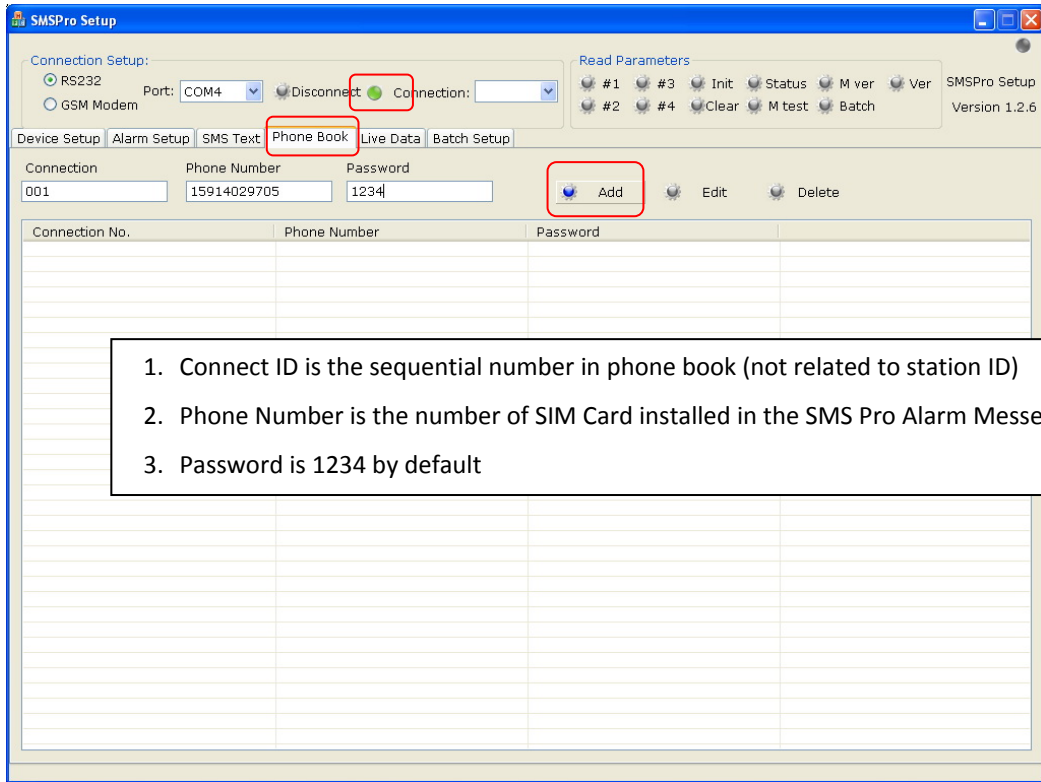 SMSPro Setup
Connection Setup:
RS232
GSM Modem
Port: COM4 Disconnect Connection:
Read Parameters
#1 #3 Init Status M ver Ver
#2 #4 Clear M test Batch
SMSPro Setup
Version 1.2.6
Device Setup Alarm Setup SMS Text Phone Book Live Data Batch Setup
Connection Phone Number Password
001 15914029705 1234 Add Edit Delete
Connection No. Phone Number Password
1. Connect ID is the sequential number in phone book (not related to station ID)
2. Phone Number is the number of SIM Card installed in the SMS Pro Alarm Messe
3. Password is 1234 by default